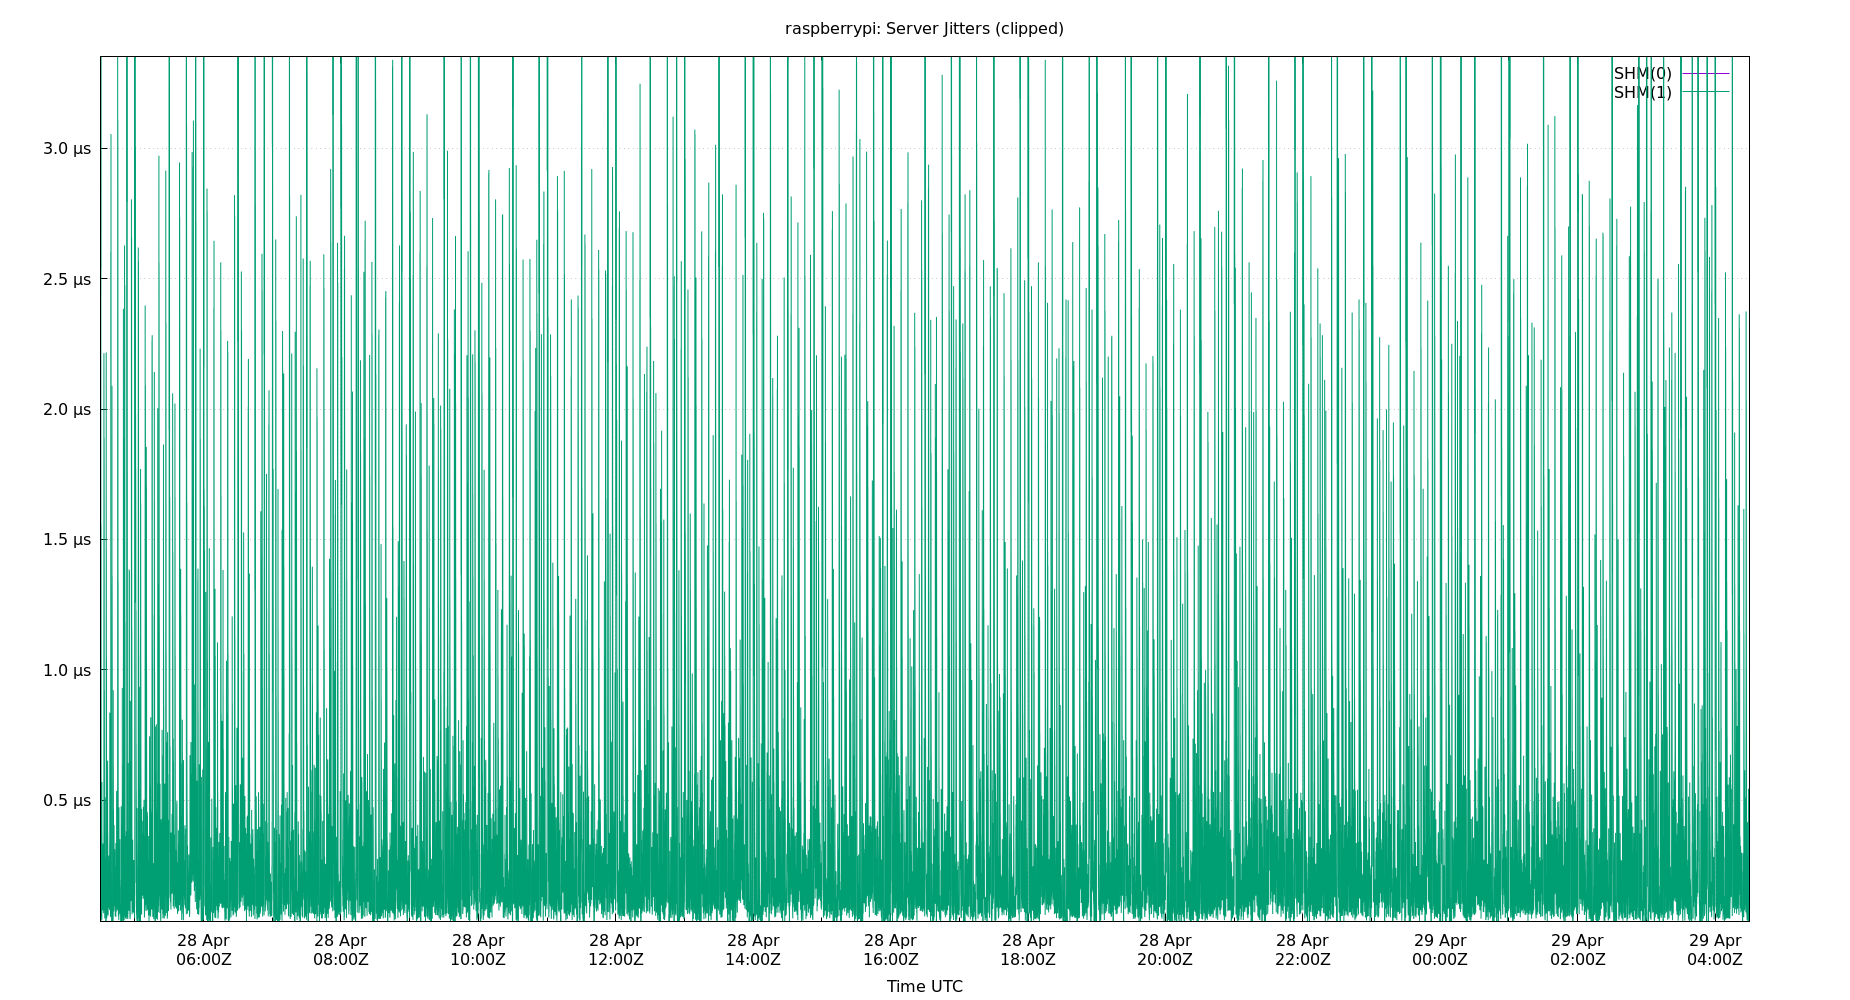 raspberrypi: Server Jitters (clipped)
SHM(0)
SHM(1)
3.0 µs
2.5 µs
2.0 µs
1.5 µs
1.0 µs
0.5 µs
28 Apr 28 Apr 28 Apr 28 Apr 28 Apr 28 Apr 28 Apr 28 Apr 28 Apr 29 Apr 29 Apr 29 Apr
06:00Z 08:00Z 10:00Z 12:00Z 14:00Z 16:00Z 18:00Z 20:00Z 22:00Z 00:00Z 02:00Z 04:00Z
Time UTC